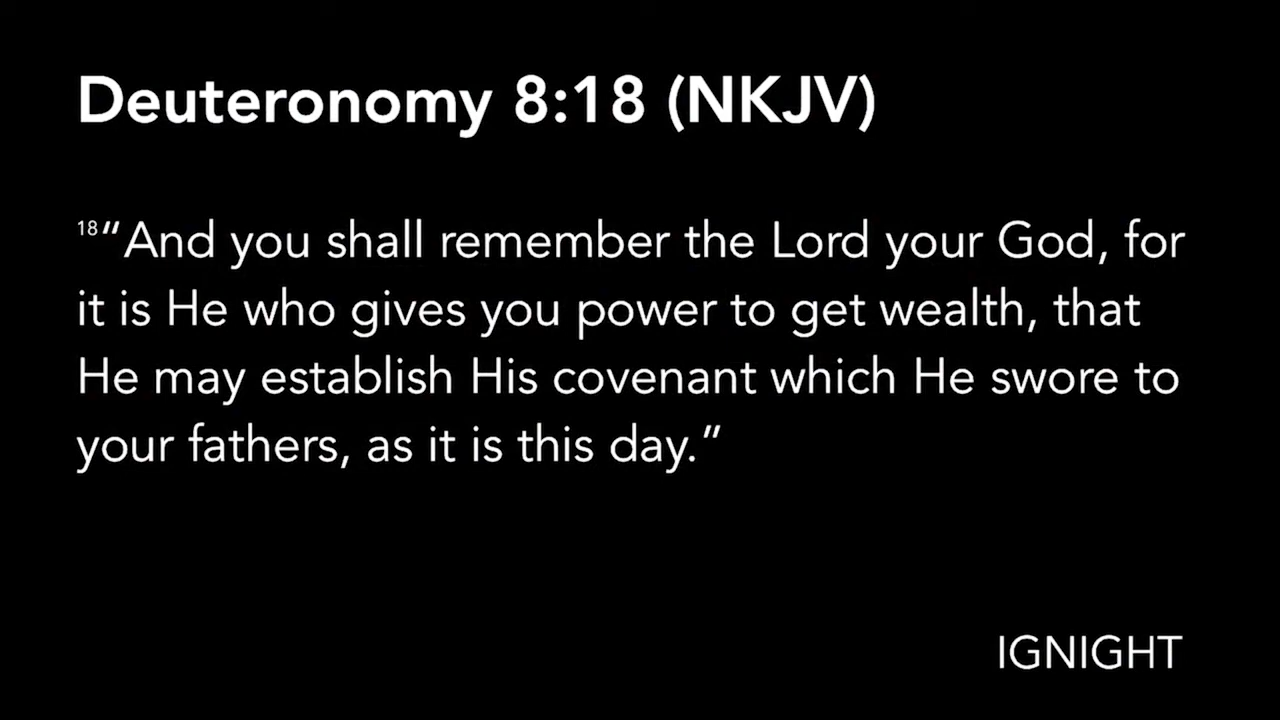 Deuteronomy 8:18 (NKJV)
18“And you shall remember the Lord your God, for
it is He who gives you power to get wealth, that
He may establish His covenant which He swore to
your fathers, as it is this day.”
IGNIGHT